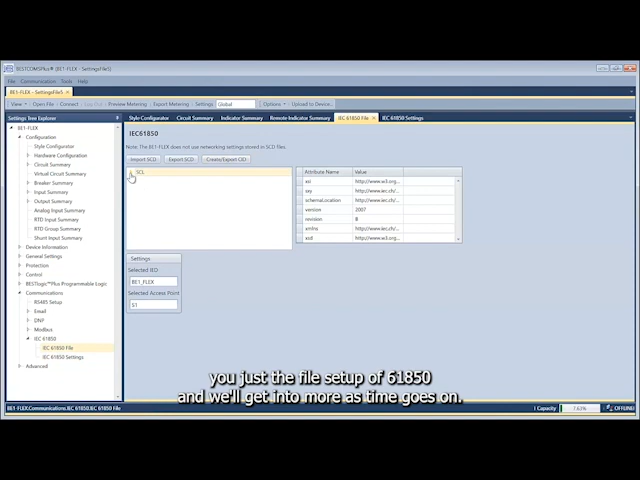 BESTCOMSPlus® [BE1-FLEX - SettingsFile5]
File Communication Tools Help
BE1-FLEX - SettingsFile5
View Open File Connect Preview Metering Export Metering Settings Global Options Upload to Device
Settings Tree Explorer
Style Configurator Circuit Summary Indicator Summary Remote-Indicator Summary IEC 61850 File IEC 61850 Settings
BE1-FLEX
Configuration
Style Configurator
Hardware Configuration
Circuit Summary
Virtual Circuit Summary
Breaker Summary
Input Summary
Output Summary
Analog Input Summary
RTD Input Summary
RTD Group Summary
Shunt Input Summary
Device Information
General Settings
Protection
Control
BESTlogic™Plus Programmable Logic
Communications
RS485 Setup
Email
DNP
Modbus
IEC 61850
IEC 61850 File
IEC 61850 Settings
Advanced
IEC61850
Note: The BE1-FLEX does not use networking settings stored in SCD files.
Import SCD Export SCD Create/Export CID
SCL
Attribute Name Value
xsi http://www.w3.org...
sxy http://www.iec.ch/
schemaLocation http://www.iec.ch/
version 2007
revision B
xmlns http://www.iec.ch/
xsd http://www.w3.org...
Settings
Selected IED
BE1_FLEX
Selected Access Point
S1
you just the file setup of 61850
and we'll get into more as time goes on.
BE1-FLEX.Communications.IEC 61850.IEC 61850 File
Capacity 7.63% OFFLINE